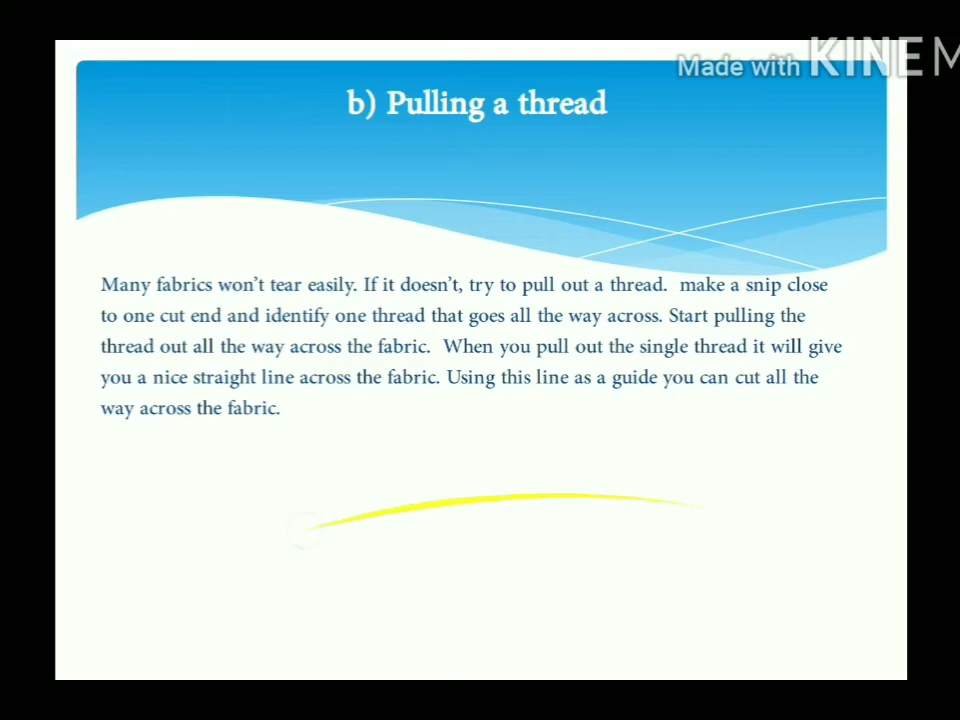 Made with KINEM
b) Pulling a thread
Many fabrics won't tear easily. If it doesn't, try to pull out a thread.  make a snip close
to one cut end and identify one thread that goes all the way across. Start pulling the
thread out all the way across the fabric.  When you pull out the single thread it will give
you a nice straight line across the fabric. Using this line as a guide you can cut all the
way across the fabric.